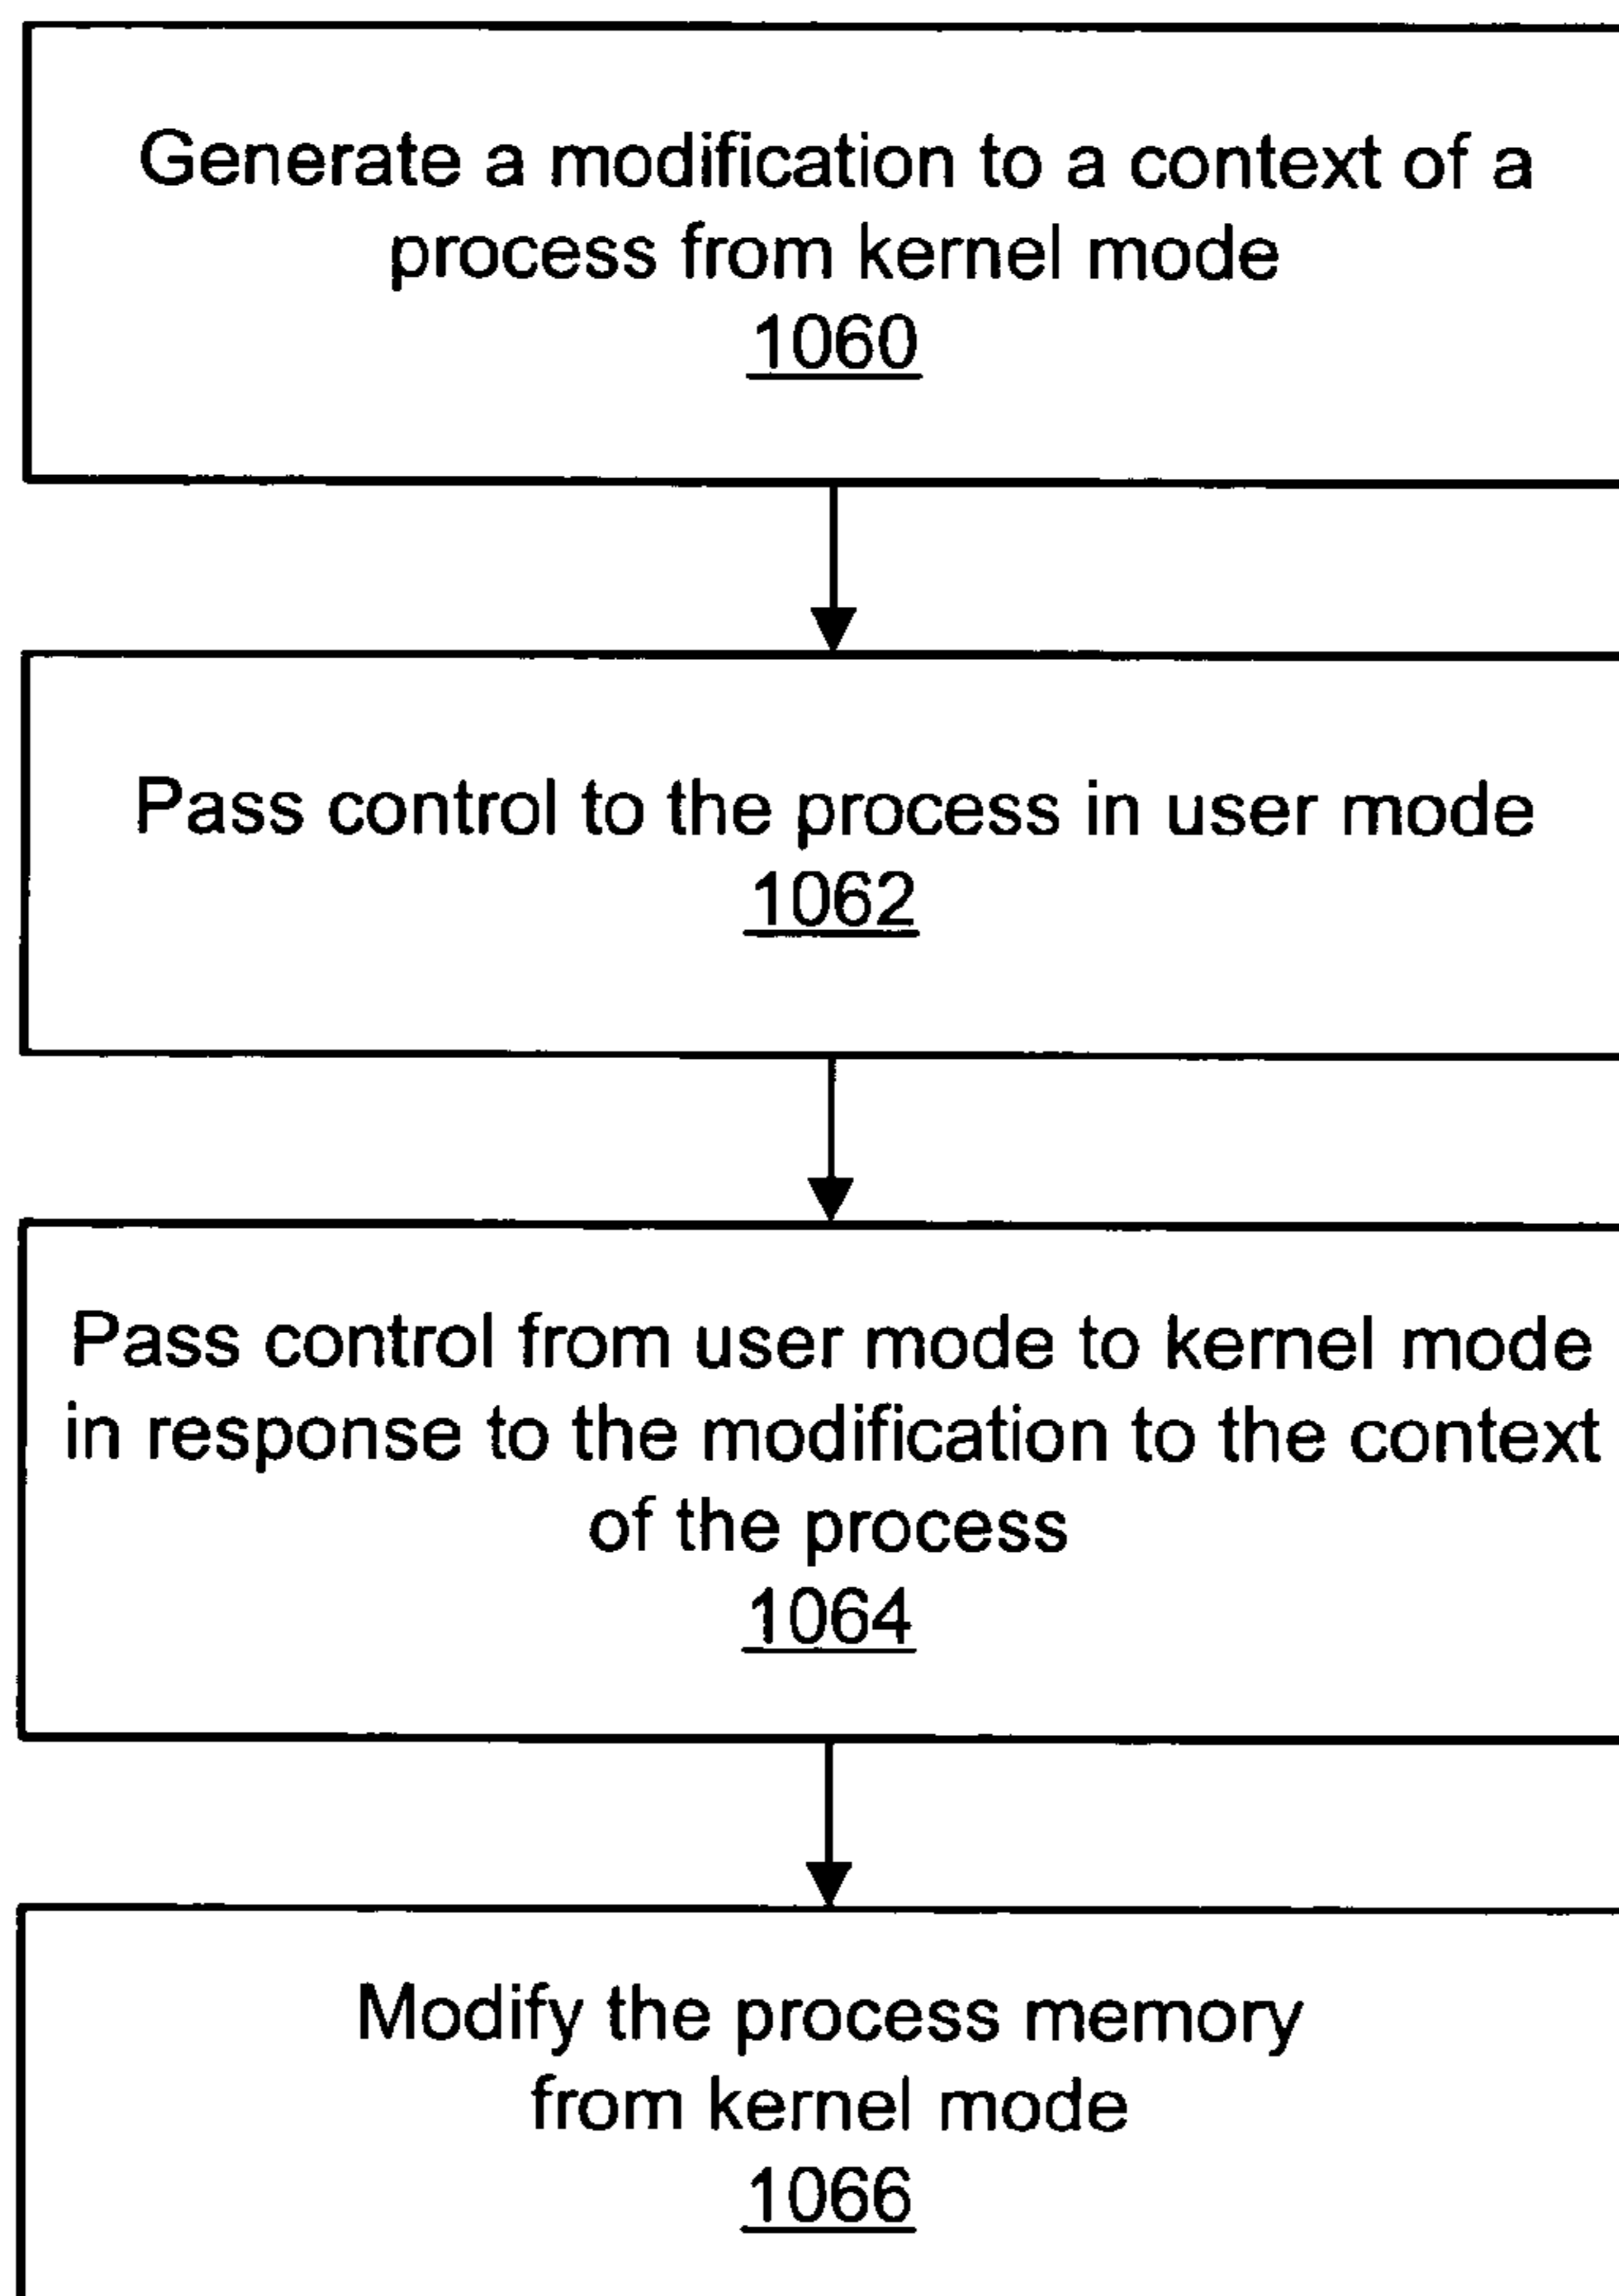 Generate a modification to a context of a
process from kernel mode
1060
Pass control to the process in user mode
1062
Pass control from user mode to kernel mode
in response to the modification to the context
of the process
1064
Modify the process memory
from kernel mode
1066